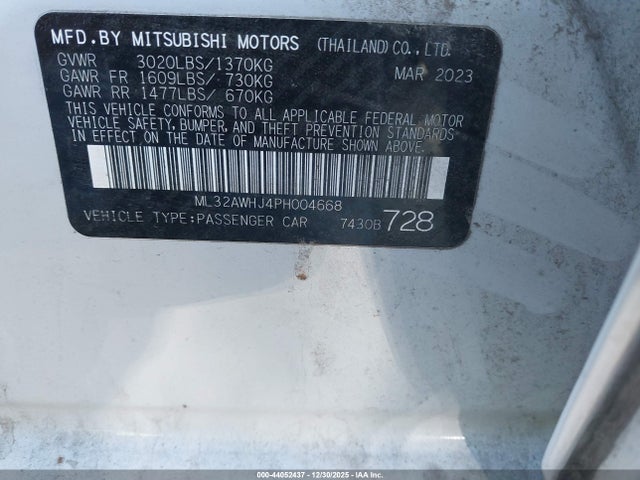 MFD.BY MITSUBISHI MOTORS (THAILAND)CO.,LTD.
GVWR 3020LBS/1370KG MAR 2023
GAWR FR 1609LBS/ 730KG
GAWR RR 1477LBS/ 670KG
THIS VEHICLE CONFORMS TO ALL APPLICABLE FEDERAL MOTOR
VEHICLE SAFETY,BUMPER,AND THEFT PREVENTION STANDARDS
IN EFFECT ON THE DATE OF MANUFACTURE SHOWN ABOVE.
ML32AWHJ4PH004668
VEHICLE TYPE:PASSENGER CAR 7430B 728
000-44052437 - 12/30/2025 - IAAI.COM